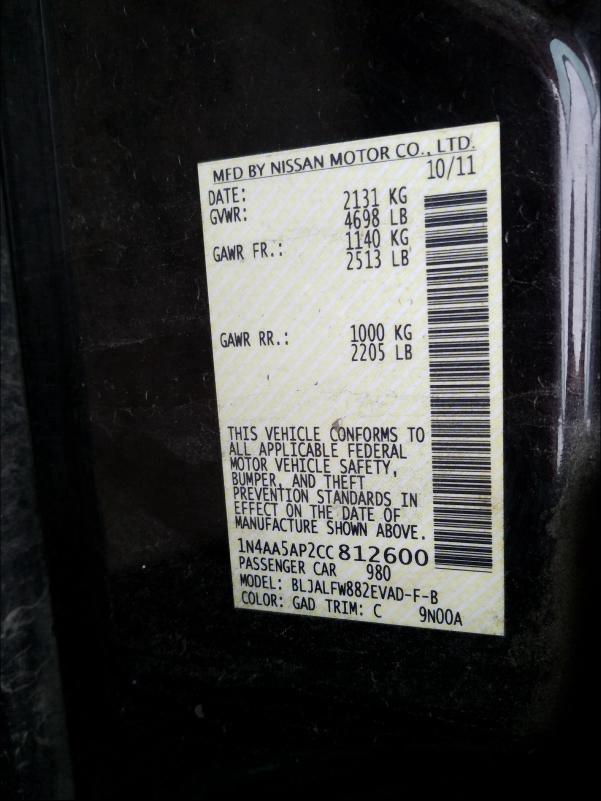 MFD BY NISSAN MOTOR CO., LTD.
DATE: 10/11
GVWR: 2131 KG
4698 LB
GAWR FR.: 1140 KG
2513 LB
GAWR RR.: 1000 KG
2205 LB
THIS VEHICLE CONFORMS TO
ALL APPLICABLE FEDERAL
MOTOR VEHICLE SAFETY,
BUMPER, AND THEFT
PREVENTION STANDARDS IN
EFFECT ON THE DATE OF
MANUFACTURE SHOWN ABOVE.
1N4AA5AP2CC812600
PASSENGER CAR 980
MODEL: BLJALFW882EVAD-F-B
COLOR: GAD TRIM: C 9N00A